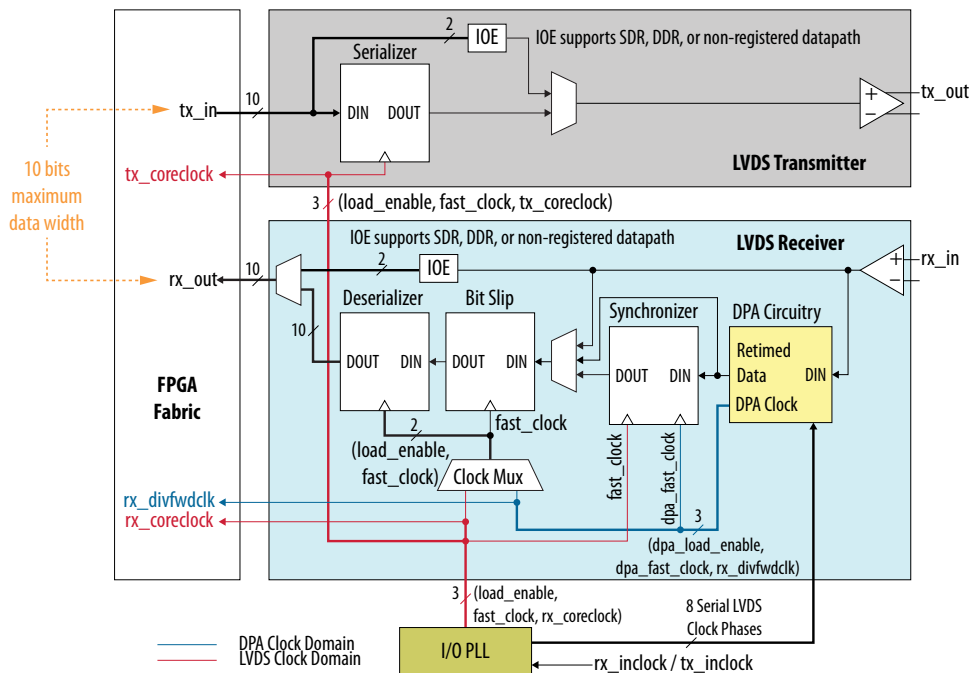 2
IOE
IOE supports SDR, DDR, or non-registered datapath
Serializer
tx_in
10
DIN
DOUT
+
−
tx_out
LVDS Transmitter
10 bits
maximum
data width
tx_coreclock
3
(load_enable, fast_clock, tx_coreclock)
IOE supports SDR, DDR, or non-registered datapath
LVDS Receiver
rx_out
10
2
IOE
+
−
rx_in
Deserializer
Bit Slip
Synchronizer
DPA Circuitry
10
DOUT
DIN
DOUT
DIN
DOUT
DIN
Retimed
Data
DIN
DPA Clock
FPGA
Fabric
2
fast_clock
(load_enable,
fast_clock)
Clock Mux
fast_clock
dpa_fast_clock
3
rx_divfwdclk
rx_coreclock
(dpa_load_enable,
dpa_fast_clock, rx_divfwdclk)
3
(load_enable,
fast_clock, rx_coreclock)
8 Serial LVDS
Clock Phases
I/O PLL
rx_inclock / tx_inclock
DPA Clock Domain
LVDS Clock Domain